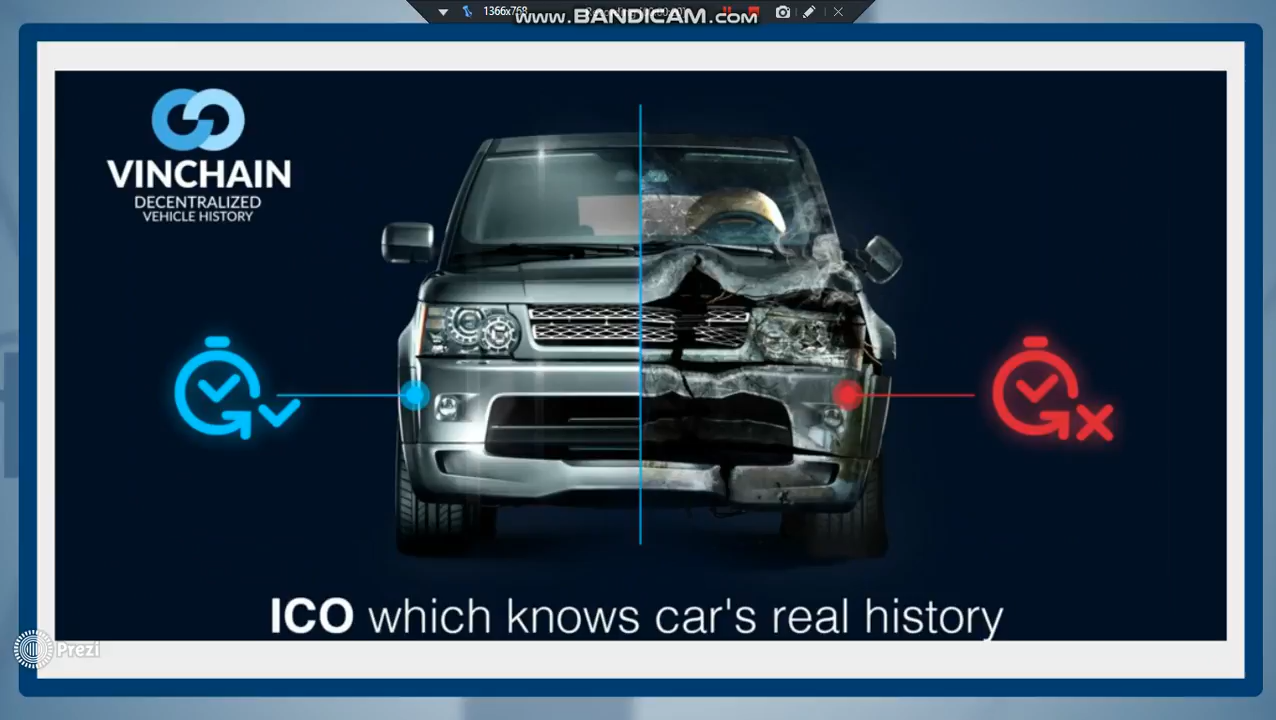 1366x768
www.BANDICAM.com
VINCHAIN
DECENTRALIZED
VEHICLE HISTORY
ICO which knows car's real history
Prezi